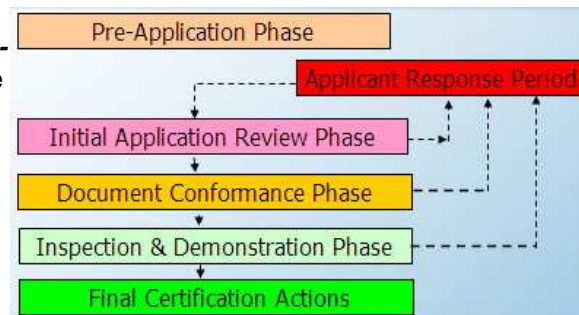 Pre-Application Phase
-
e
Applicant Response Period
Initial Application Review Phase
Document Conformance Phase
Inspection & Demonstration Phase
Final Certification Actions